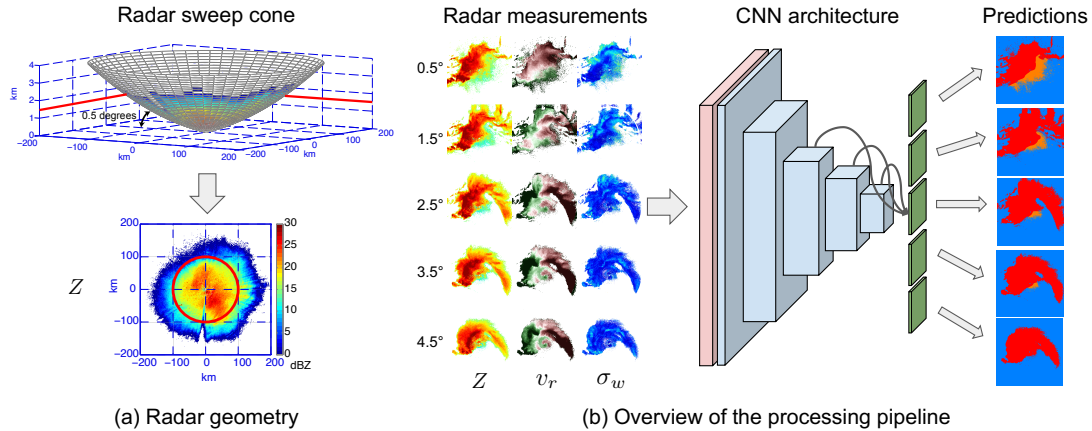 Radar sweep cone
4
3
2
1
0
km
0.5 degrees
−200
−100
0
km
100
200
−200
−100
0
km
100
200
Z
200
100
km
0
−100
−200
−200
−100
0
100
200
km
30
25
20
15
10
5
0
dBZ
(a) Radar geometry
Radar measurements
CNN architecture
Predictions
0.5°
1.5°
2.5°
3.5°
4.5°
Z v_r σ_w
(b) Overview of the processing pipeline